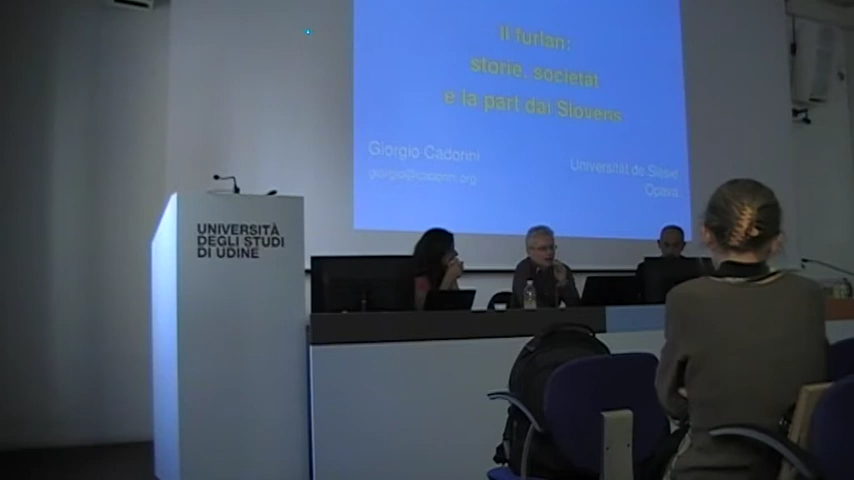 Il furlan:
storie, societât
e la part dai Slovens
Giorgio Cadorini
Universitât de Slesie
giorgio@cadorini.org
Opava
UNIVERSITÀ
DEGLI STUDI
DI UDINE